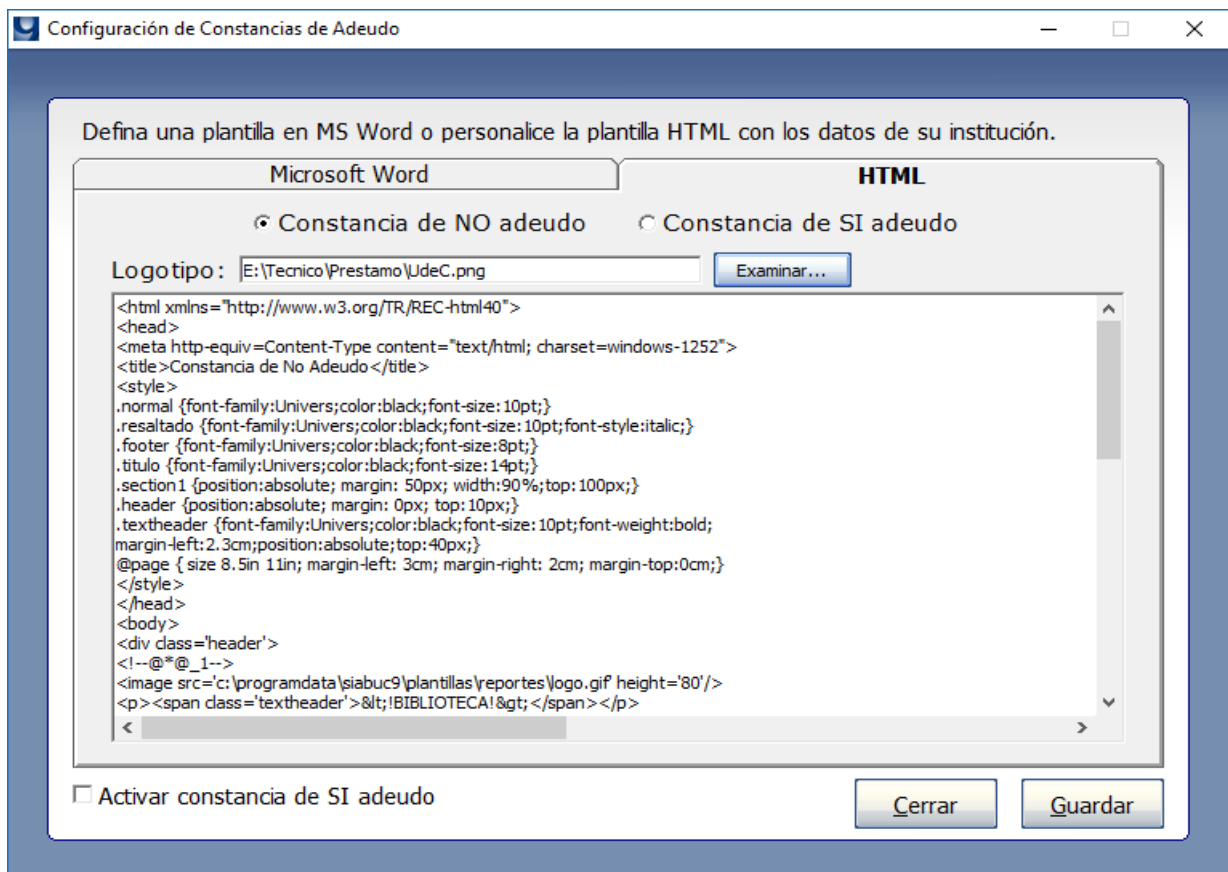 Configuración de Constancias de Adeudo
Defina una plantilla en MS Word o personalice la plantilla HTML con los datos de su institución.
Microsoft Word
HTML
Constancia de NO adeudo
Constancia de SI adeudo
Logotipo: E:\Tecnico\Prestamo\UdeC.png Examinar...
<html xmlns="http://www.w3.org/TR/REC-html40">
<head>
<meta http-equiv=Content-Type content="text/html; charset=windows-1252">
<title>Constancia de No Adeudo</title>
<style>
.normal {font-family:Univers;color:black;font-size:10pt;}
.resaltado {font-family:Univers;color:black;font-size:10pt;font-style:italic;}
.footer {font-family:Univers;color:black;font-size:8pt;}
.titulo {font-family:Univers;color:black;font-size:14pt;}
.section1 {position:absolute; margin: 50px; width:90%;top:100px;}
.header {position:absolute; margin: 0px; top:10px;}
.textheader {font-family:Univers;color:black;font-size:10pt;font-weight:bold;
margin-left:2.3cm;position:absolute;top:40px;}
@page { size 8.5in 11in; margin-left: 3cm; margin-right: 2cm; margin-top:0cm;}
</style>
</head>
<body>
<div class='header'>
<!--@*@_1-->
<image src='c:\programdata\siabuc9\plantillas\reportes\logo.gif' height='80'/>
<p><span class='textheader'>&lt;!BIBLIOTECA!&gt;</span></p>
Activar constancia de SI adeudo
Cerrar
Guardar